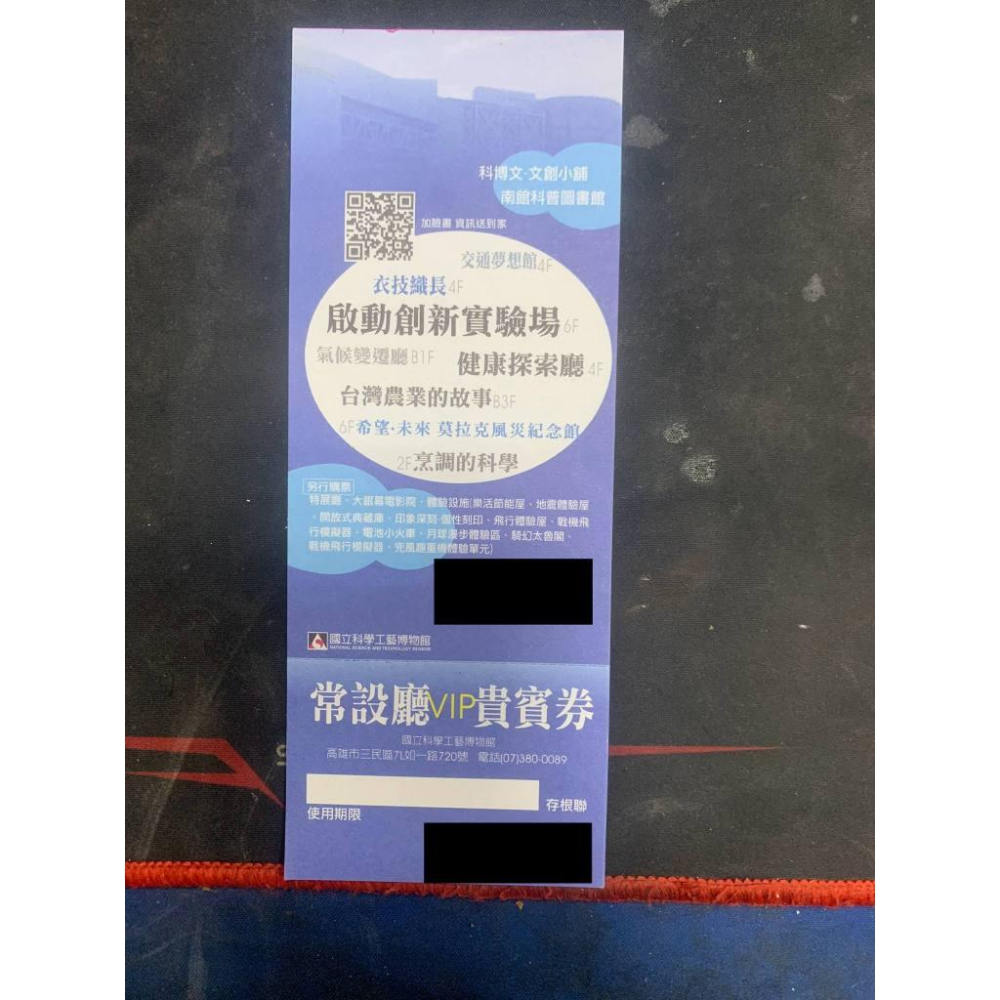 科博文·文創小舖
南館科普圖書館
加臉書 資訊送到家
交通夢想館4F
衣技織長4F
啟動創新實驗場6F
氣候變遷廳B1F 健康探索廳4F
台灣農業的故事B3F
6F希望·未來 莫拉克風災紀念館
2F烹調的科學
另行購票
特展廳、大銀幕電影院、體驗設施(樂活節能屋、地震體驗屋
、開放式典藏庫、印象深刻-個性刻印、飛行體驗屋、戰機飛
行模擬器、電池小火車、月球漫步體驗區、騎幻太魯閣、
戰機飛行模擬器、兜風趣重機體驗單元)
國立科學工藝博物館
NATIONAL SCIENCE AND TECHNOLOGY MUSEUM
常設廳VIP貴賓券
國立科學工藝博物館
高雄市三民區九如一路720號 電話(07)380-0089
存根聯
使用期限